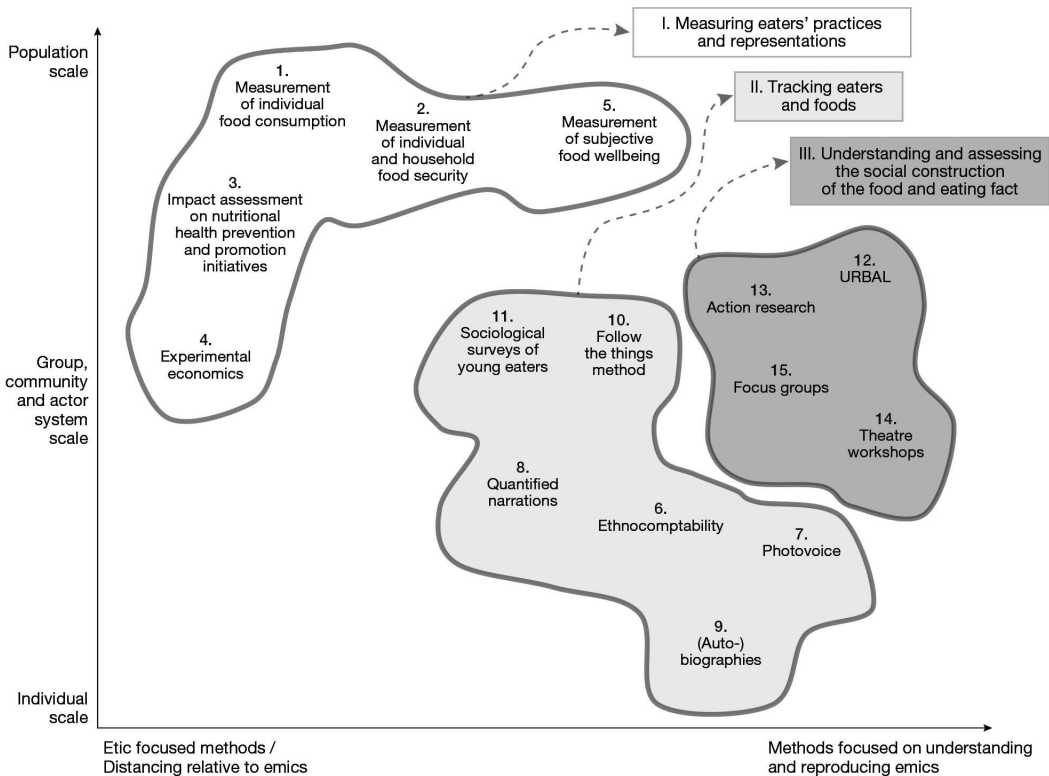 Population
scale
I. Measuring eaters' practices
and representations
II. Tracking eaters
and foods
III. Understanding and assessing
the social construction
of the food and eating fact
1.
Measurement
of individual
food consumption
2.
Measurement
of individual
and household
food security
5.
Measurement
of subjective
food wellbeing
3.
Impact assessment
on nutritional
health prevention
and promotion
initiatives
4.
Experimental
economics
Group,
community
and actor
system
scale
11.
Sociological
surveys of
young eaters
10.
Follow
the things
method
12.
URBAL
13.
Action research
15.
Focus groups
14.
Theatre
workshops
8.
Quantified
narrations
6.
Ethnocomptability
7.
Photovoice
9.
(Auto-)
biographies
Individual
scale
Etic focused methods /
Distancing relative to emics
Methods focused on understanding
and reproducing emics